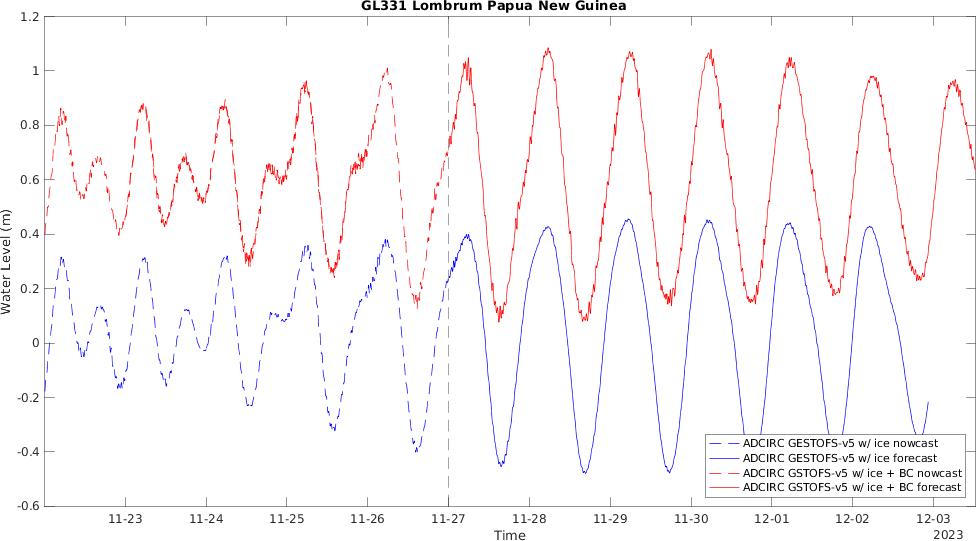 GL331 Lombrum Papua New Guinea
1.2
1
0.8
0.6
0.4
0.2
0
-0.2
-0.4
-0.6
Water Level (m)
ADCIRC GESTOFS-v5 w/ ice nowcast
ADCIRC GESTOFS-v5 w/ ice forecast
ADCIRC GSTOFS-v5 w/ ice + BC nowcast
ADCIRC GSTOFS-v5 w/ ice + BC forecast
11-23 11-24 11-25 11-26 11-27 11-28 11-29 11-30 12-01 12-02 12-03
Time
2023